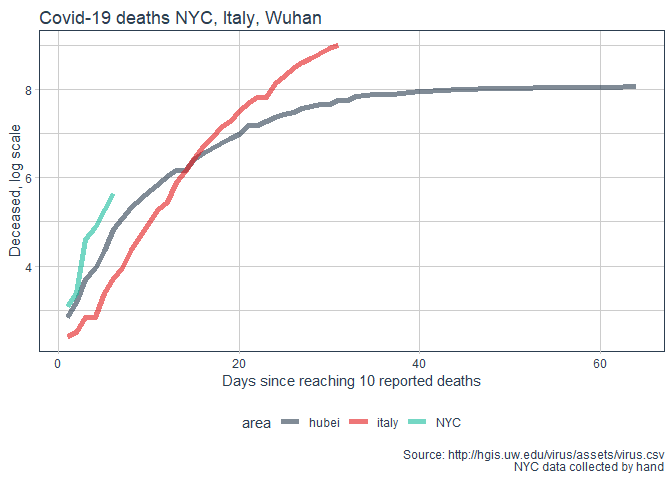 Covid-19 deaths NYC, Italy, Wuhan
8
6
4
Deceased, log scale
0 20 40 60
Days since reaching 10 reported deaths
area hubei italy NYC
Source: http://hgis.uw.edu/virus/assets/virus.csv
NYC data collected by hand